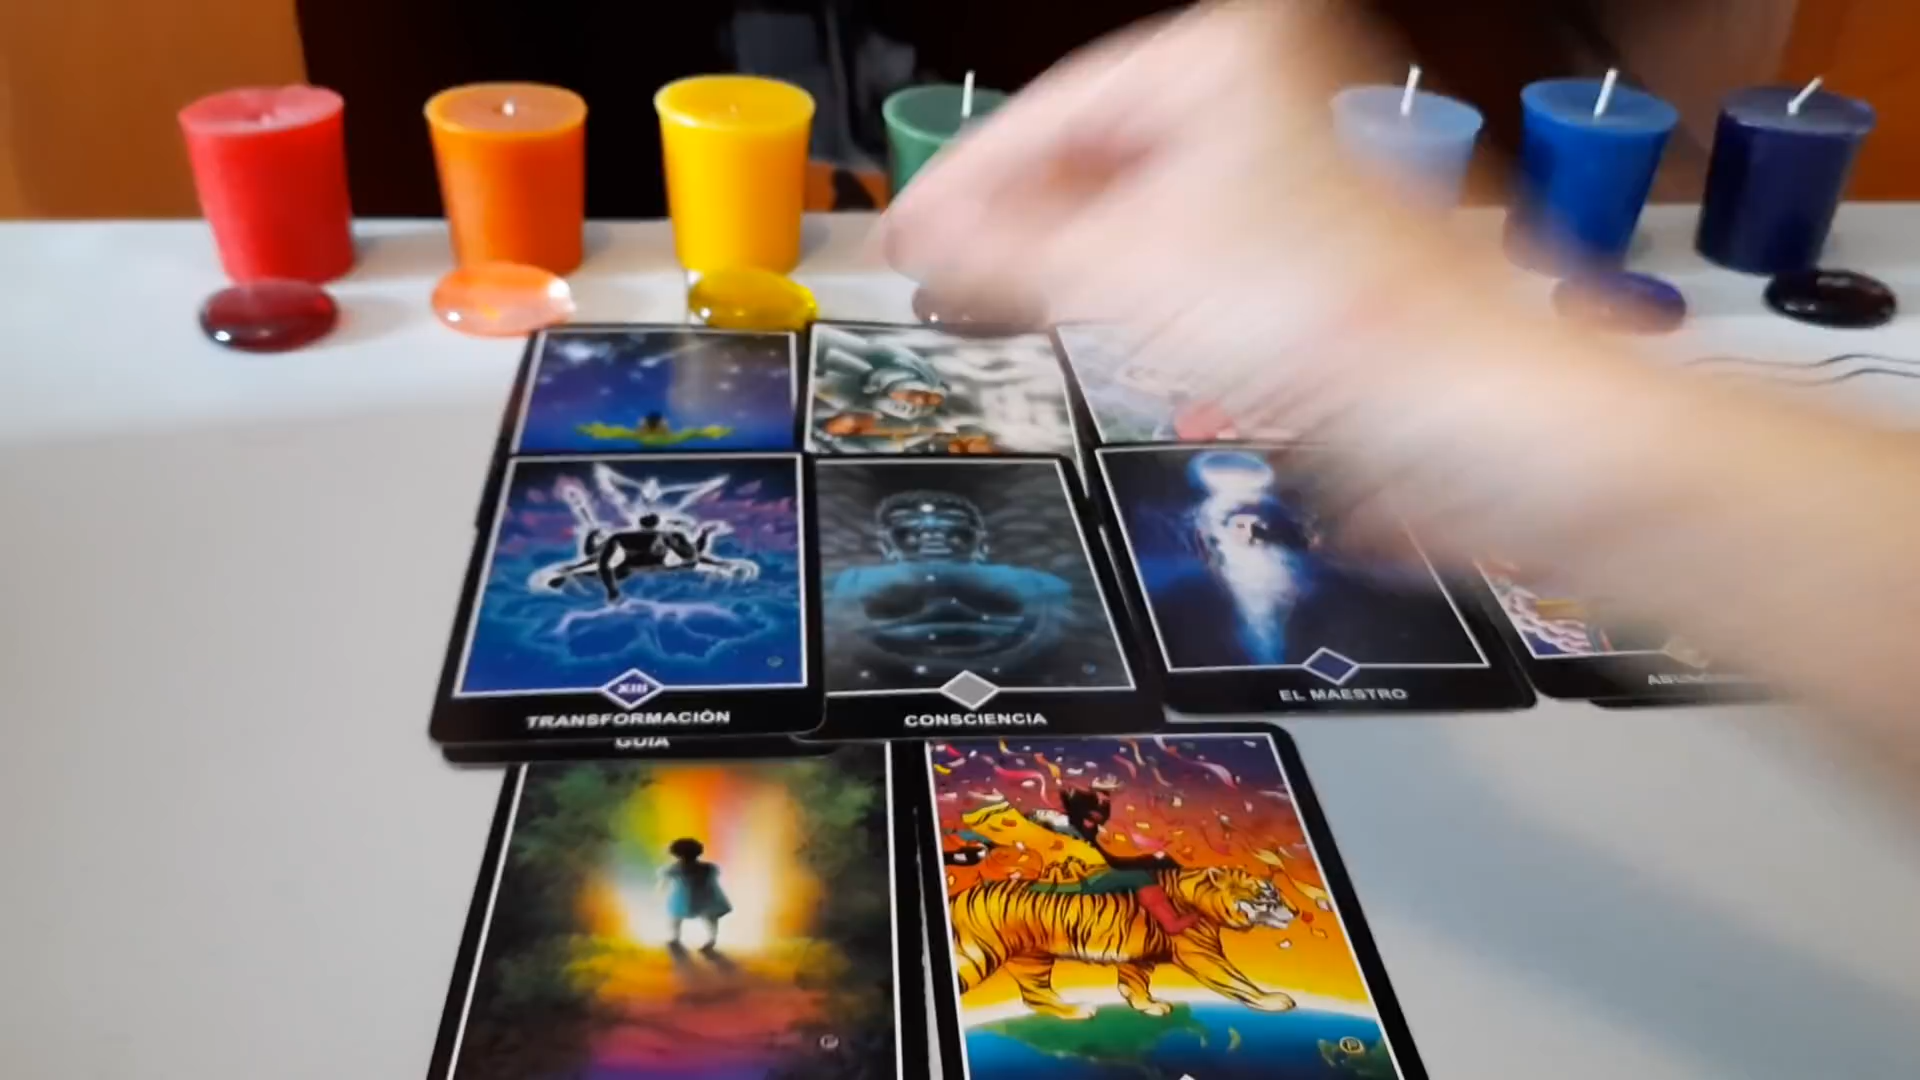 XIII
TRANSFORMACIÓN
CONSCIENCIA
EL MAESTRO
GUIA